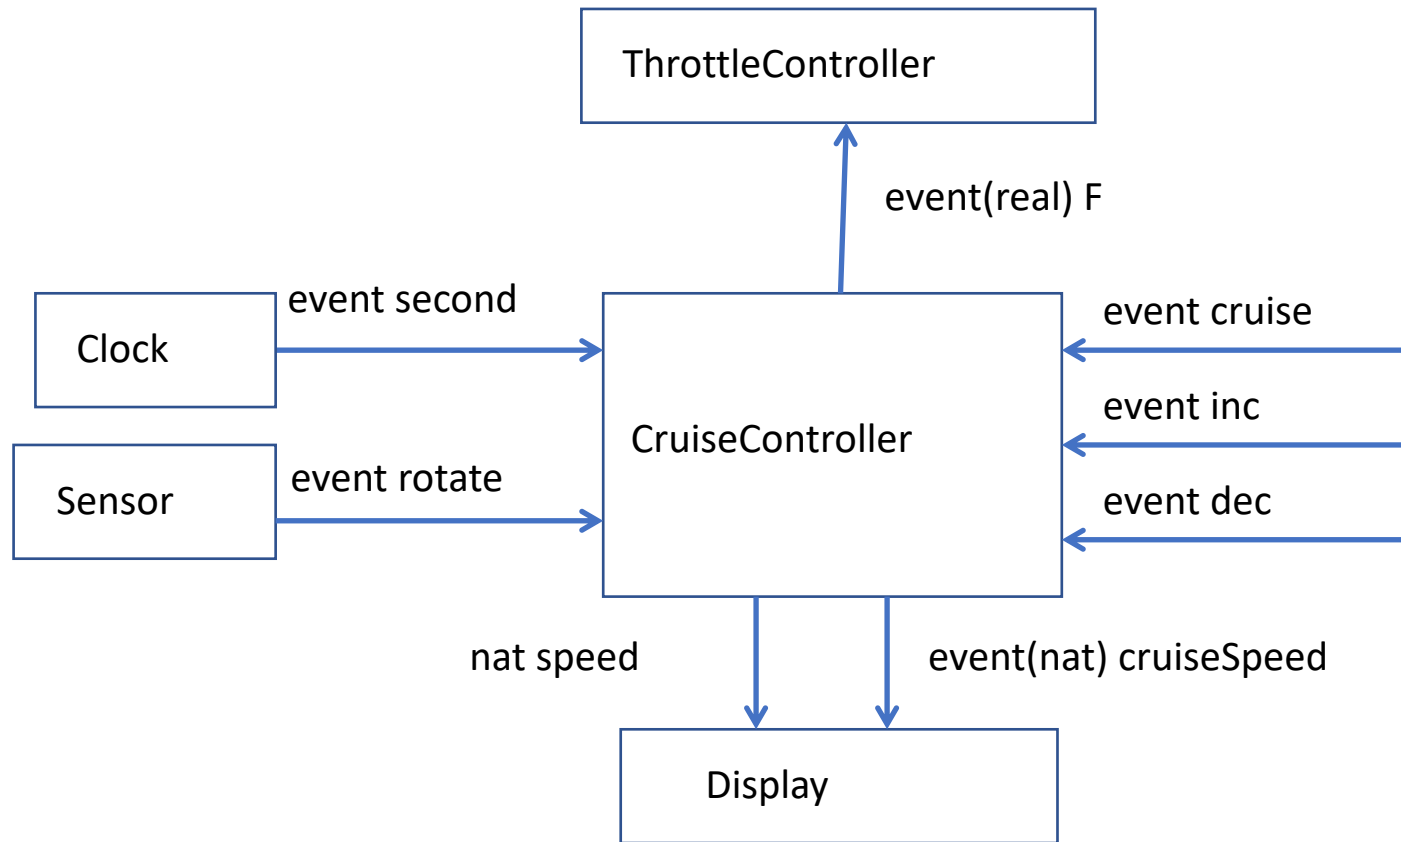 ThrottleController
event(real) F
event second
Clock
event cruise
event inc
CruiseController
Sensor
event rotate
event dec
nat speed
event(nat) cruiseSpeed
Display